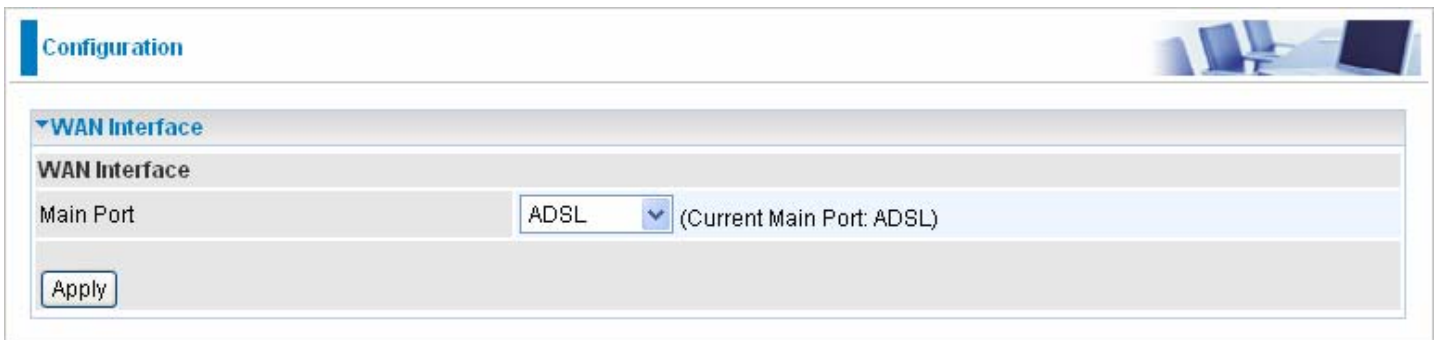 Configuration
WAN Interface
WAN Interface
Main Port ADSL (Current Main Port: ADSL)
Apply